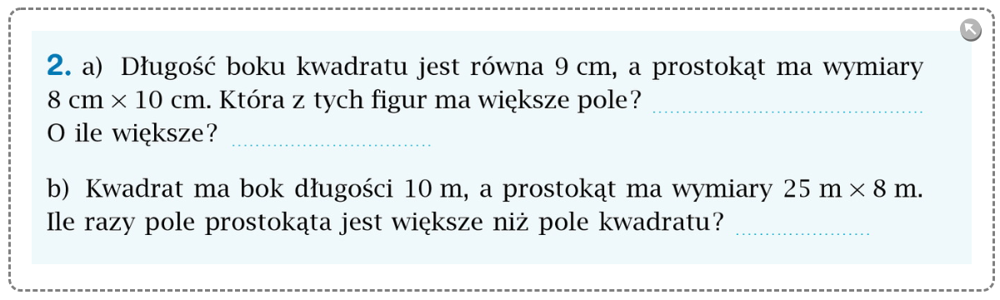 2. a) Długość boku kwadratu jest równa 9 cm, a prostokąt ma wymiary
8 cm × 10 cm. Która z tych figur ma większe pole? ..............................
O ile większe? ..............................
b) Kwadrat ma bok długości 10 m, a prostokąt ma wymiary 25 m × 8 m.
Ile razy pole prostokąta jest większe niż pole kwadratu? ....................